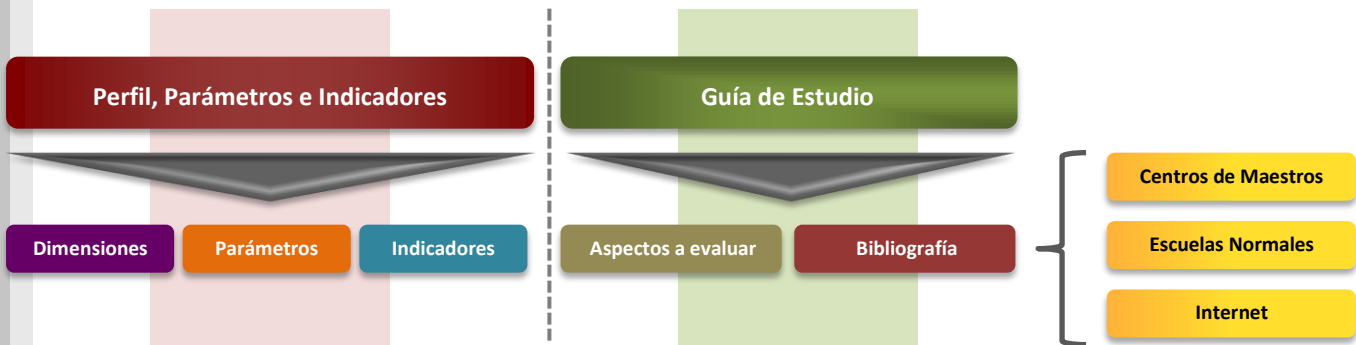 Perfil, Parámetros e Indicadores
Guía de Estudio
Dimensiones
Parámetros
Indicadores
Aspectos a evaluar
Bibliografía
Centros de Maestros
Escuelas Normales
Internet